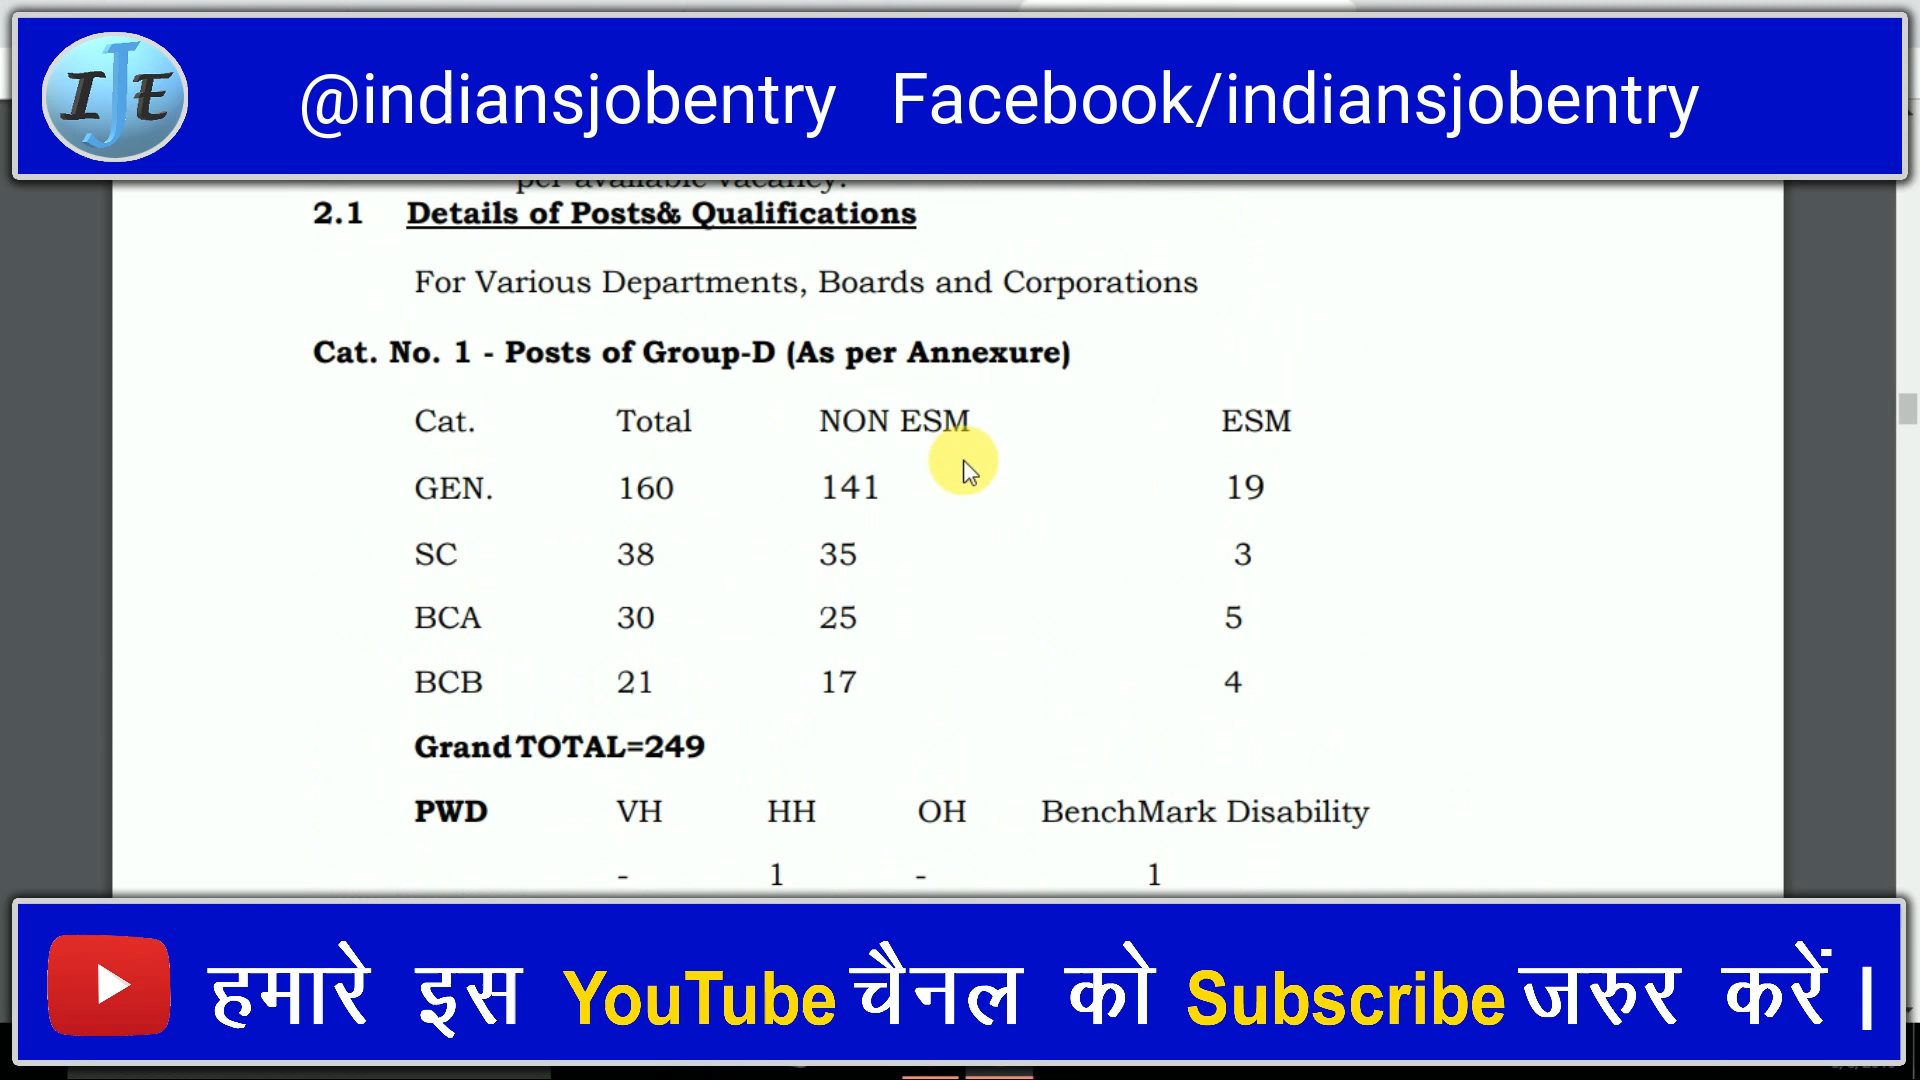 IJE @indiansjobentry Facebook/indiansjobentry
per available vacancy.
2.1 Details of Posts& Qualifications
For Various Departments, Boards and Corporations
Cat. No. 1 - Posts of Group-D (As per Annexure)
Cat. Total NON ESM ESM
GEN. 160 141 19
SC 38 35 3
BCA 30 25 5
BCB 21 17 4
Grand TOTAL=249
PWD VH HH OH BenchMark Disability
- 1 - 1
हमारे इस YouTube चैनल को Subscribe जरुर करें |